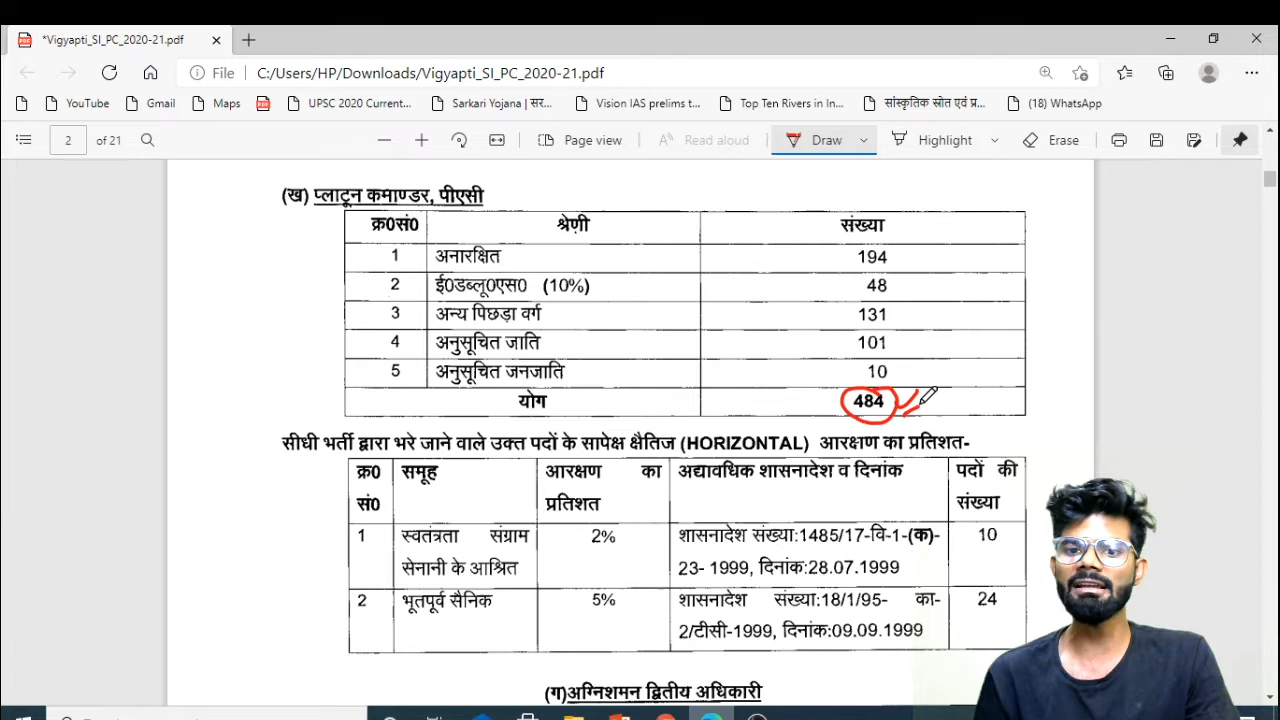 *Vigyapti_SI_PC_2020-21.pdf
File C:/Users/HP/Downloads/Vigyapti_SI_PC_2020-21.pdf
YouTube Gmail Maps UPSC 2020 Current... Sarkari Yojana | सर... Vision IAS prelims t... Top Ten Rivers in In... सांस्कृतिक स्रोत एवं प्र... (18) WhatsApp
2 of 21 Page view Read aloud Draw Highlight Erase
(ख) प्लाटून कमाण्डर, पीएसी
क्र0सं0 श्रेणी संख्या
1 अनारक्षित 194
2 ई0डब्लू0एस0 (10%) 48
3 अन्य पिछड़ा वर्ग 131
4 अनुसूचित जाति 101
5 अनुसूचित जनजाति 10
योग 484
सीधी भर्ती द्वारा भरे जाने वाले उक्त पदों के सापेक्ष क्षैतिज (HORIZONTAL) आरक्षण का प्रतिशत-
क्र0 समूह आरक्षण का अद्यावधिक शासनादेश व दिनांक पदों की
सं0 प्रतिशत संख्या
1 स्वतंत्रता संग्राम 2% शासनादेश संख्या:1485/17-वि-1-(क)- 10
सेनानी के आश्रित 23- 1999, दिनांक:28.07.1999
2 भूतपूर्व सैनिक 5% शासनादेश संख्या:18/1/95- का- 24
2/टीसी-1999, दिनांक:09.09.1999
(ग)अग्निशमन द्वितीय अधिकारी